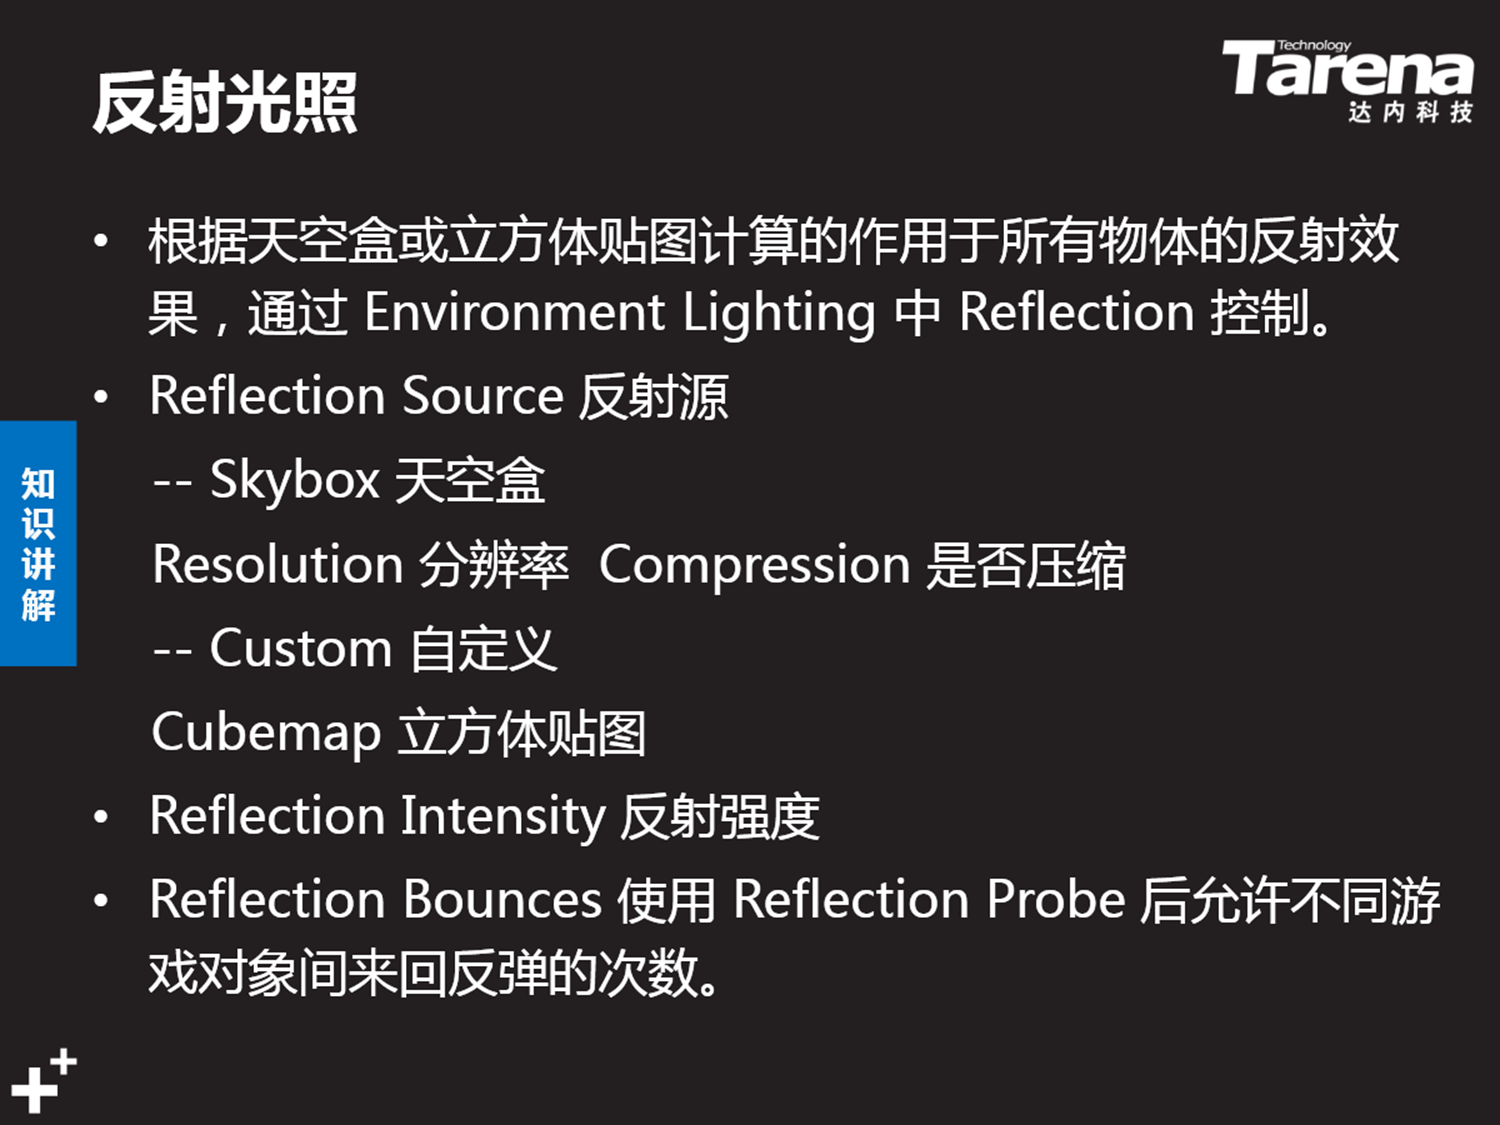 反射光照
Technology
Tarena
达内科技
• 根据天空盒或立方体贴图计算的作用于所有物体的反射效
果，通过 Environment Lighting 中 Reflection 控制。
• Reflection Source 反射源
-- Skybox 天空盒
Resolution 分辨率 Compression 是否压缩
-- Custom 自定义
Cubemap 立方体贴图
• Reflection Intensity 反射强度
• Reflection Bounces 使用 Reflection Probe 后允许不同游
戏对象间来回反弹的次数。
知识讲解